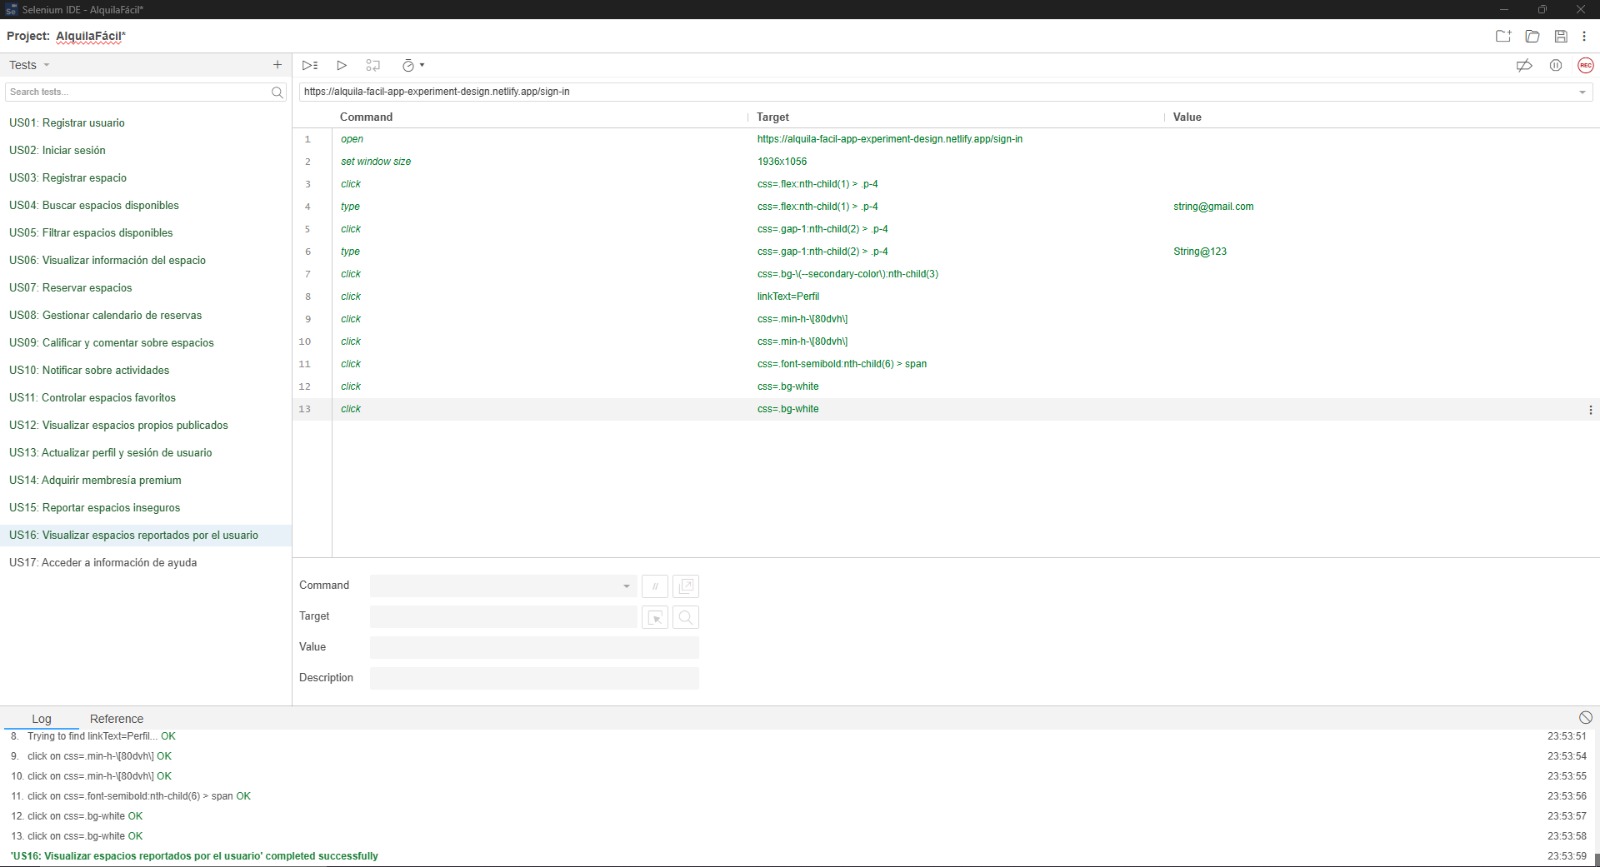 Selenium IDE - AlquilaFácil*
Project: AlquilaFácil*
Tests
Search tests...
US01: Registrar usuario
US02: Iniciar sesión
US03: Registrar espacio
US04: Buscar espacios disponibles
US05: Filtrar espacios disponibles
US06: Visualizar información del espacio
US07: Reservar espacios
US08: Gestionar calendario de reservas
US09: Calificar y comentar sobre espacios
US10: Notificar sobre actividades
US11: Controlar espacios favoritos
US12: Visualizar espacios propios publicados
US13: Actualizar perfil y sesión de usuario
US14: Adquirir membresía premium
US15: Reportar espacios inseguros
US16: Visualizar espacios reportados por el usuario
US17: Acceder a información de ayuda
REC
https://alquila-facil-app-experiment-design.netlify.app/sign-in
Command Target Value
1 open https://alquila-facil-app-experiment-design.netlify.app/sign-in
2 set window size 1936x1056
3 click css=.flex:nth-child(1) > .p-4
4 type css=.flex:nth-child(1) > .p-4 string@gmail.com
5 click css=.gap-1:nth-child(2) > .p-4
6 type css=.gap-1:nth-child(2) > .p-4 String@123
7 click css=.bg-\(--secondary-color\):nth-child(3)
8 click linkText=Perfil
9 click css=.min-h-\[80dvh\]
10 click css=.min-h-\[80dvh\]
11 click css=.font-semibold:nth-child(6) > span
12 click css=.bg-white
13 click css=.bg-white
Command //
Target
Value
Description
Log Reference
8. Trying to find linkText=Perfil... OK 23:53:51
9. click on css=.min-h-\[80dvh\] OK 23:53:54
10. click on css=.min-h-\[80dvh\] OK 23:53:55
11. click on css=.font-semibold:nth-child(6) > span OK 23:53:56
12. click on css=.bg-white OK 23:53:57
13. click on css=.bg-white OK 23:53:58
'US16: Visualizar espacios reportados por el usuario' completed successfully 23:53:59